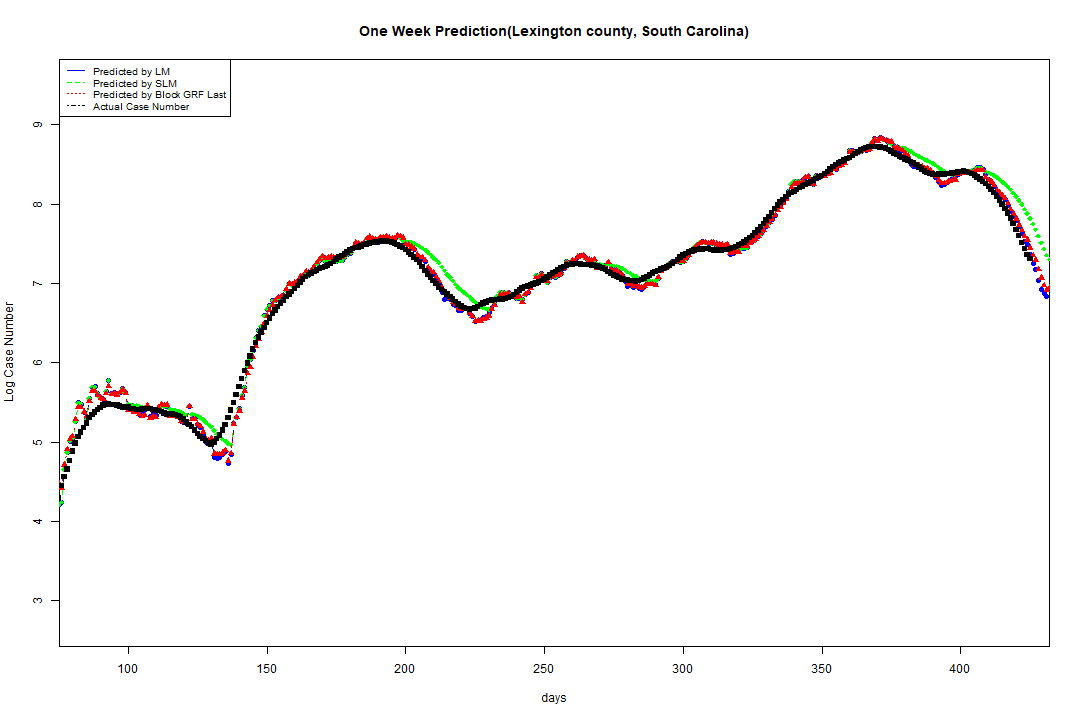 One Week Prediction(Lexington county, South Carolina)
Predicted by LM
Predicted by SLM
Predicted by Block GRF Last
Actual Case Number
9
8
7
6
5
4
3
Log Case Number
100 150 200 250 300 350 400
days